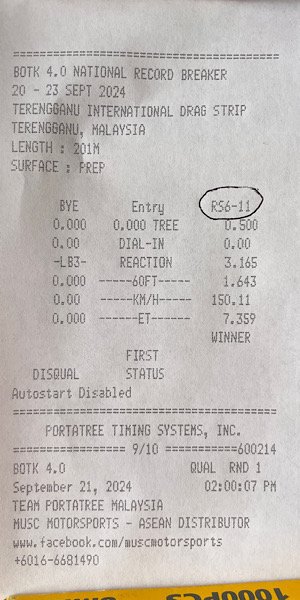 BOTK 4.0 NATIONAL RECORD BREAKER
20 - 23 SEPT 2024
TERENGGANU INTERNATIONAL DRAG STRIP
TERENGGANU, MALAYSIA
LENGTH : 201M
SURFACE : PREP
BYE Entry RS6-11
0.000 0.000 TREE 0.500
0.00 DIAL-IN 0.00
-LB3- REACTION 3.165
0.000 -----60FT----- 1.643
0.00 -----KM/H----- 150.11
0.000 ------ET------ 7.359
WINNER
FIRST
DISQUAL STATUS
Autostart Disabled
PORTATREE TIMING SYSTEMS, INC.
================= 9/10 ===========600214
BOTK 4.0 QUAL RND 1
September 21, 2024 02:00:07 PM
TEAM PORTATREE MALAYSIA
MUSC MOTORSPORTS - ASEAN DISTRIBUTOR
www.facebook.com/muscmotorsports
+6016-6681490
1000PCS